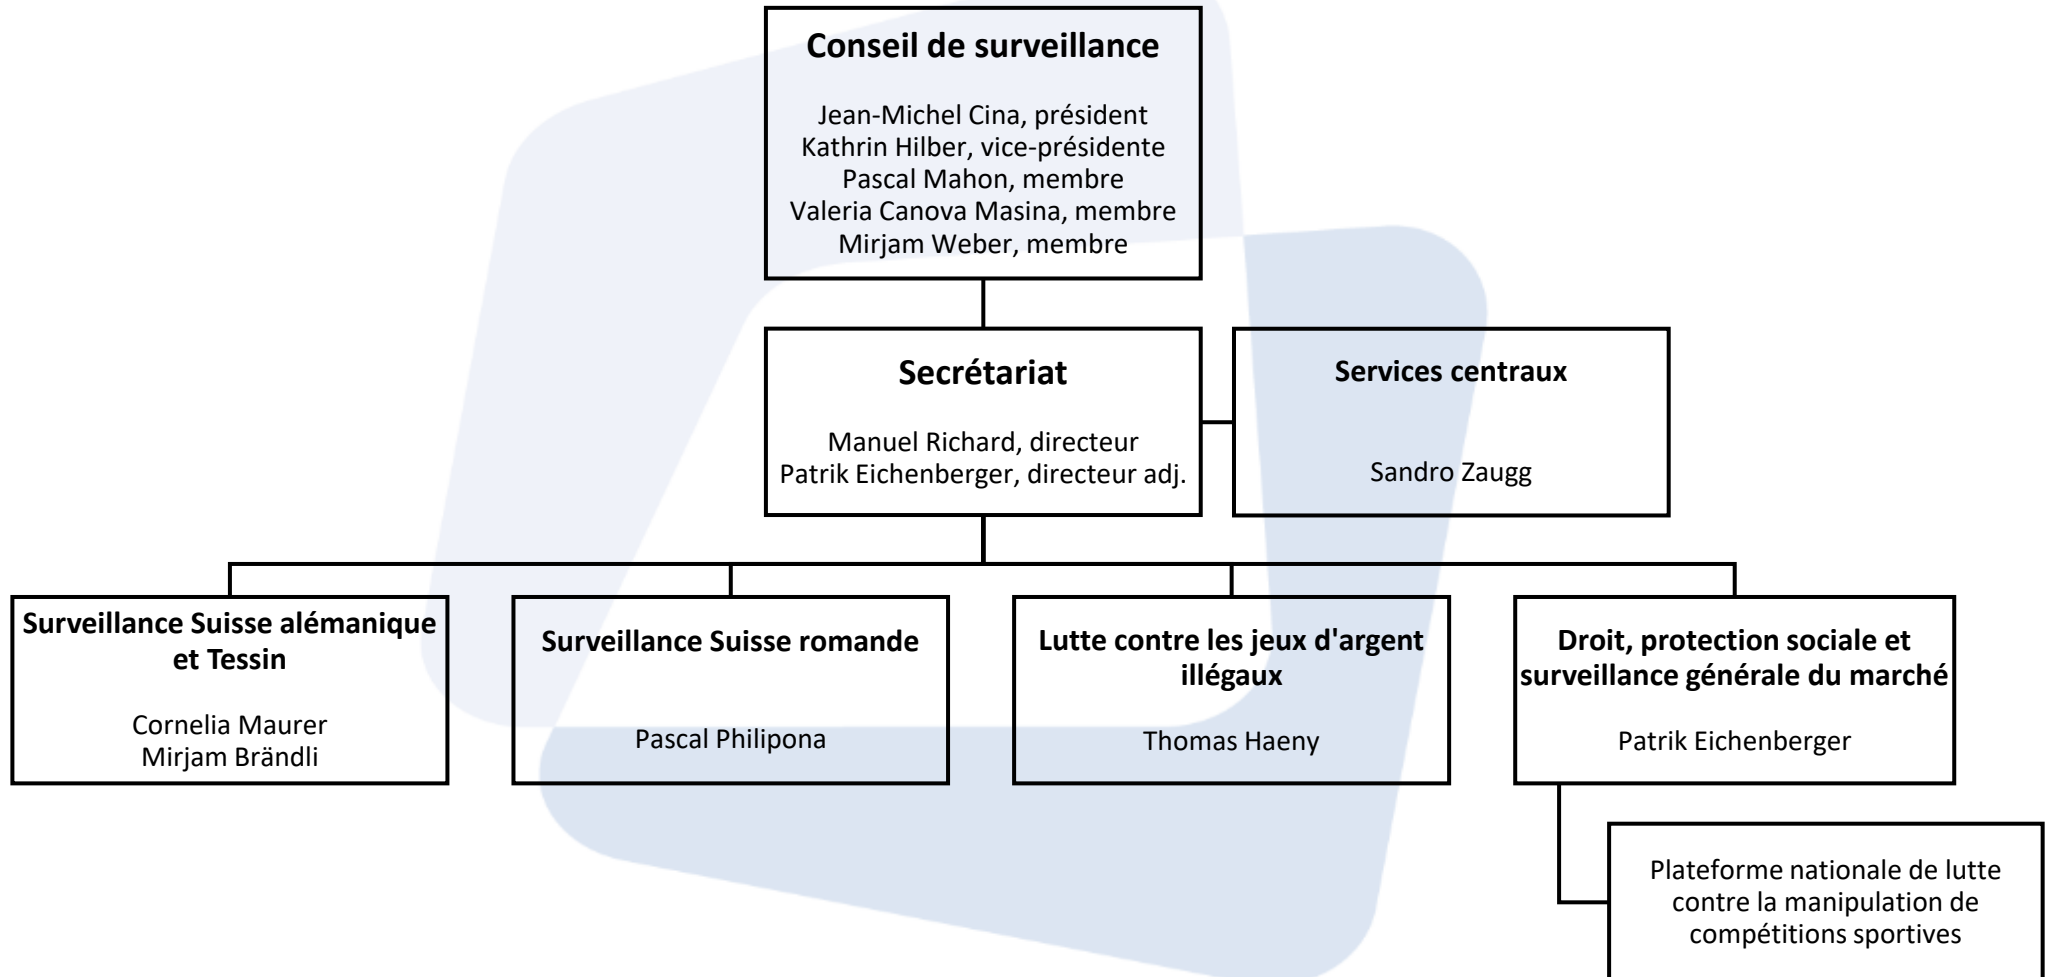 Conseil de surveillance
Jean-Michel Cina, président
Kathrin Hilber, vice-présidente
Pascal Mahon, membre
Valeria Canova Masina, membre
Mirjam Weber, membre
Secrétariat
Manuel Richard, directeur
Patrik Eichenberger, directeur adj.
Services centraux
Sandro Zaugg
Surveillance Suisse alémanique
et Tessin
Cornelia Maurer
Mirjam Brändli
Surveillance Suisse romande
Pascal Philipona
Lutte contre les jeux d'argent
illégaux
Thomas Haeny
Droit, protection sociale et
surveillance générale du marché
Patrik Eichenberger
Plateforme nationale de lutte
contre la manipulation de
compétitions sportives